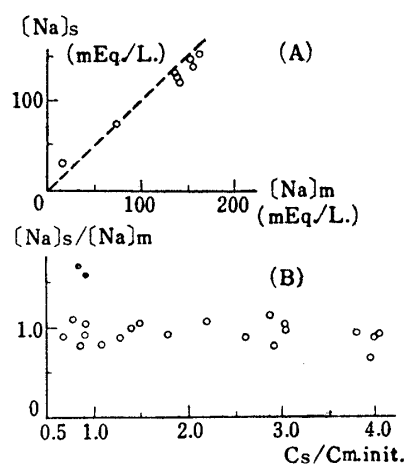 [Na]s
(mEq./L.)
(A)
100
0
100
200
[Na]m
(mEq./L.)
[Na]s/[Na]m
(B)
1.0
0
0.5
1.0
2.0
3.0
4.0
Cs/Cm.init.